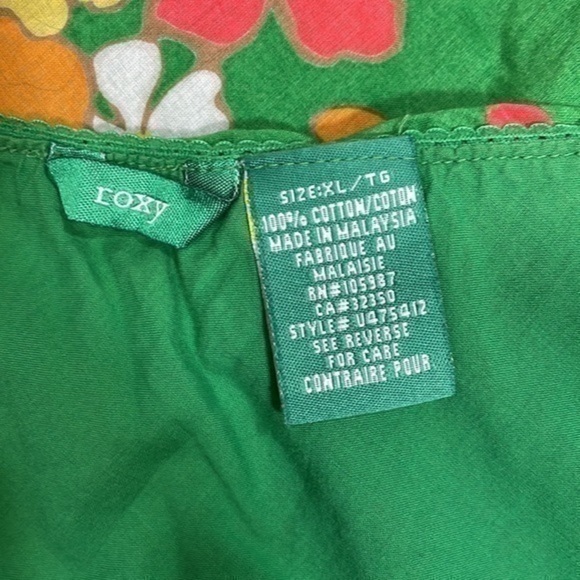 roxy
SIZE:XL/TG
100% COTTON/COTON
MADE IN MALAYSIA
FABRIQUE AU
MALAISIE
RN#105987
CA#32350
STYLE# U475412
SEE REVERSE
FOR CARE
CONTRAIRE POUR